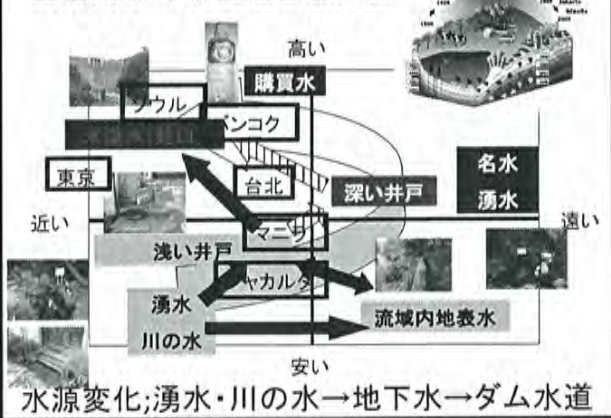 高い
購買水
ソウル
バンコク
東京
台北
深い井戸
名水
湧水
近い
遠い
浅い井戸
マニラ
ジャカルタ
湧水
川の水
流域内地表水
安い
水源変化;湧水・川の水→地下水→ダム水道